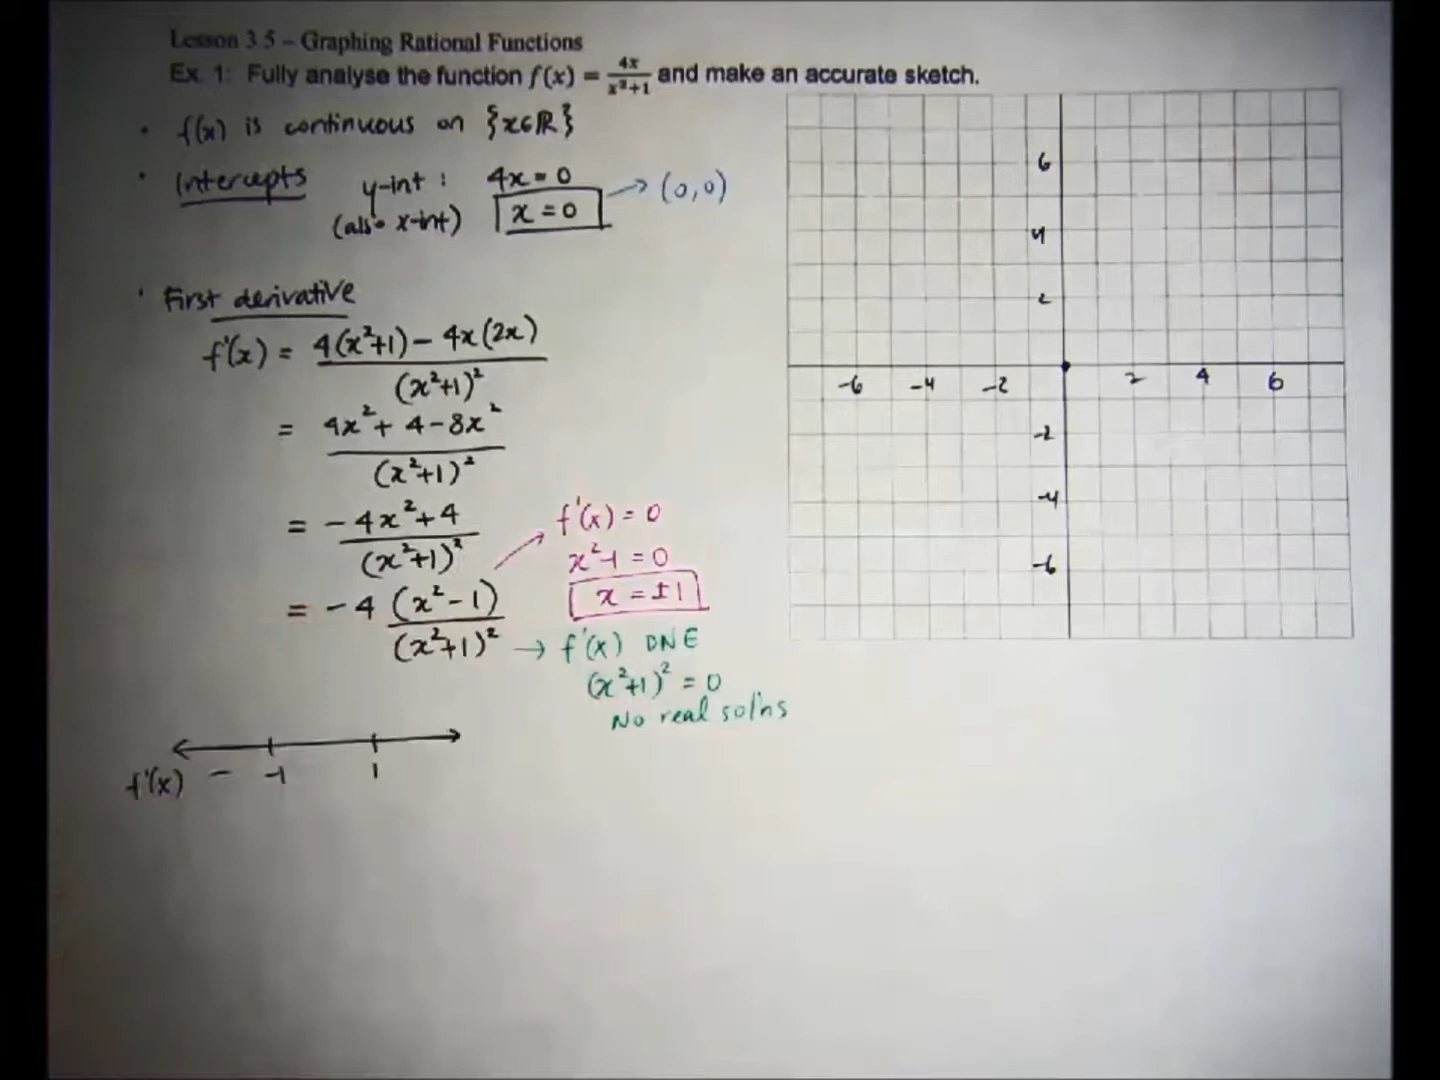 Lesson 3.5 – Graphing Rational Functions
Ex. 1: Fully analyse the function f(x) = 4x/(x²+1) and make an accurate sketch.
• f(x) is continuous on {x∈ℝ}
• Intercepts y-int: 4x=0
(also x-int) x=0 → (0,0)
• First derivative
f'(x) = 4(x²+1) - 4x(2x) / (x²+1)²
= 4x² + 4 - 8x² / (x²+1)²
= -4x²+4 / (x²+1)²
= -4 (x²-1) / (x²+1)²
f'(x) = 0
x²-1 = 0
x = ±1
→ f'(x) DNE
(x²+1)² = 0
No real sol'ns
f'(x) - -1 1
6
4
2
-6 -4 -2 2 4 6
-2
-4
-6